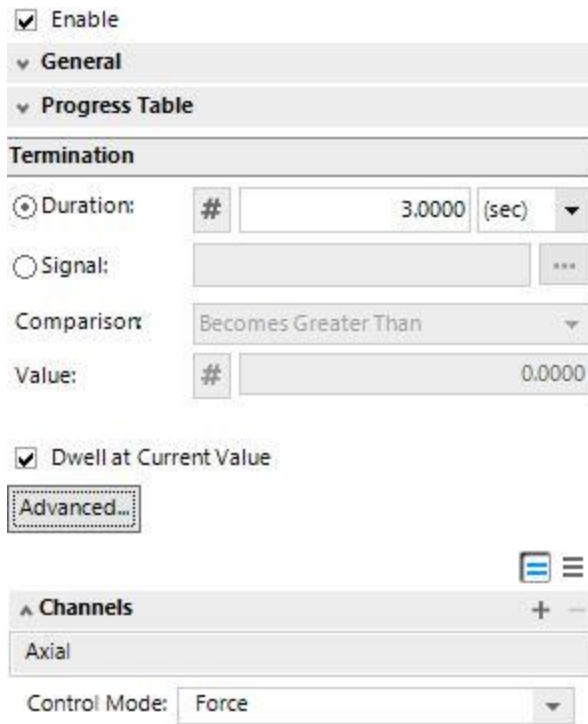 Enable
General
Progress Table
Termination
Duration: # 3.0000 (sec)
Signal: ...
Comparison: Becomes Greater Than
Value: # 0.0000
Dwell at Current Value
Advanced...
Channels + −
Axial
Control Mode: Force